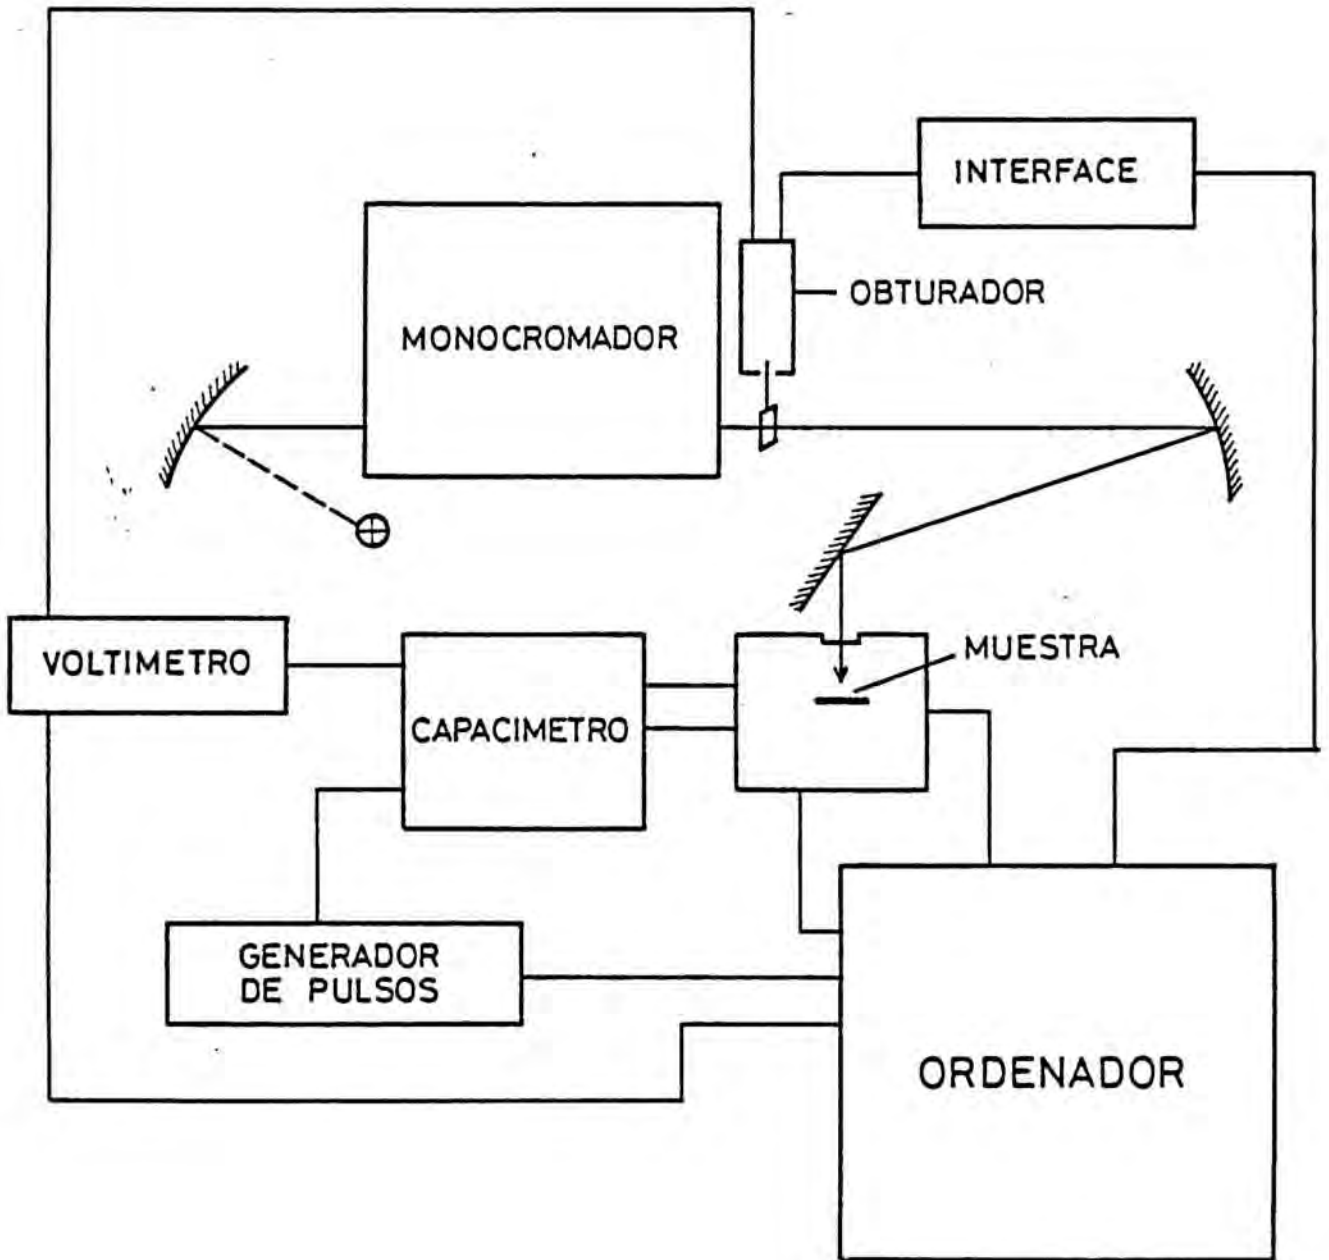 INTERFACE
OBTURADOR
MONOCROMADOR
VOLTIMETRO
MUESTRA
CAPACIMETRO
GENERADOR
DE PULSOS
ORDENADOR